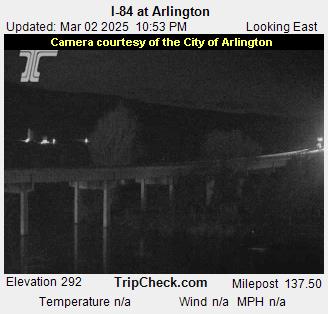 I-84 at Arlington
Updated: Mar 02 2025 10:53 PM Looking East
Camera courtesy of the City of Arlington
Elevation 292 TripCheck.com Milepost 137.50
Temperature n/a Wind n/a MPH n/a